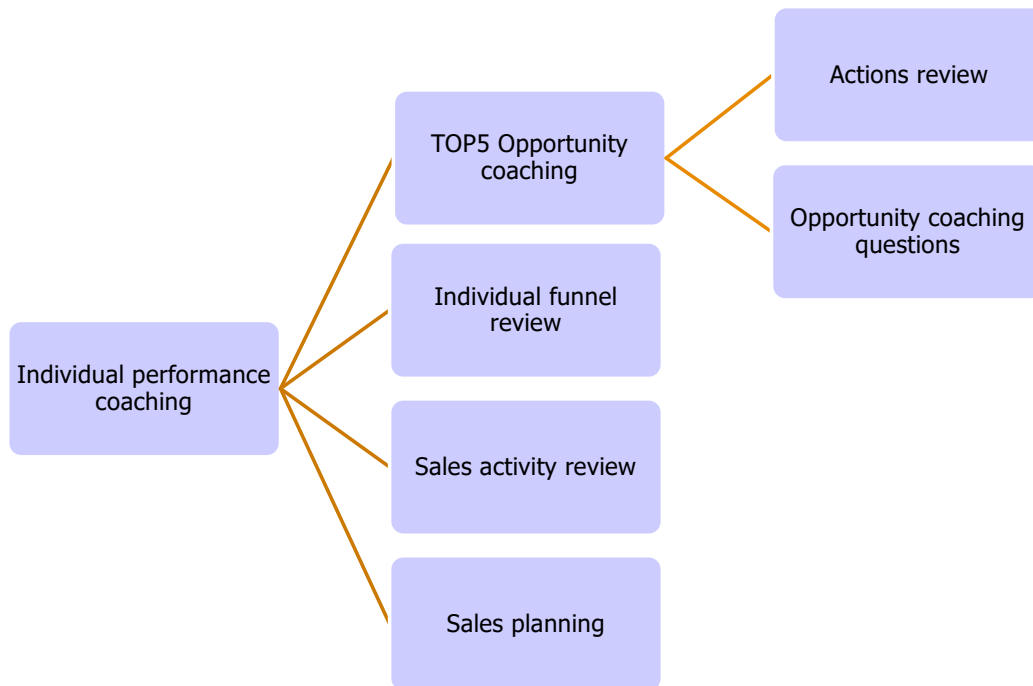 Individual performance
coaching
TOP5 Opportunity
coaching
Actions review
Opportunity coaching
questions
Individual funnel
review
Sales activity review
Sales planning